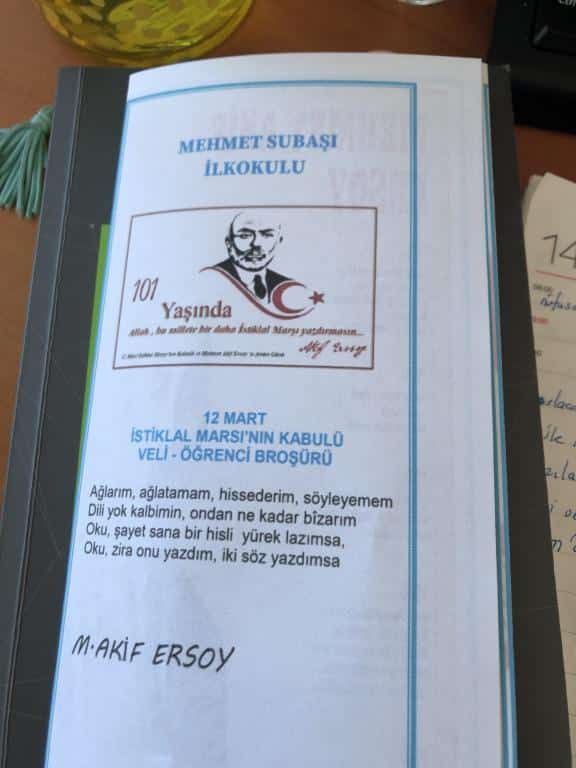 MEHMET SUBAŞI
İLKOKULU
101
Yaşında
Allah, bu millete bir daha İstiklal Marşı yazdırmasın...
12 MART
İSTİKLAL MARSI'NIN KABULÜ
VELİ - ÖĞRENCİ BROŞÜRÜ
Ağlarım, ağlatamam, hissederim, söyleyemem
Dili yok kalbimin, ondan ne kadar bîzarım
Oku, şayet sana bir hisli yürek lazımsa,
Oku, zira onu yazdım, iki söz yazdımsa
M. AKİF ERSOY
14